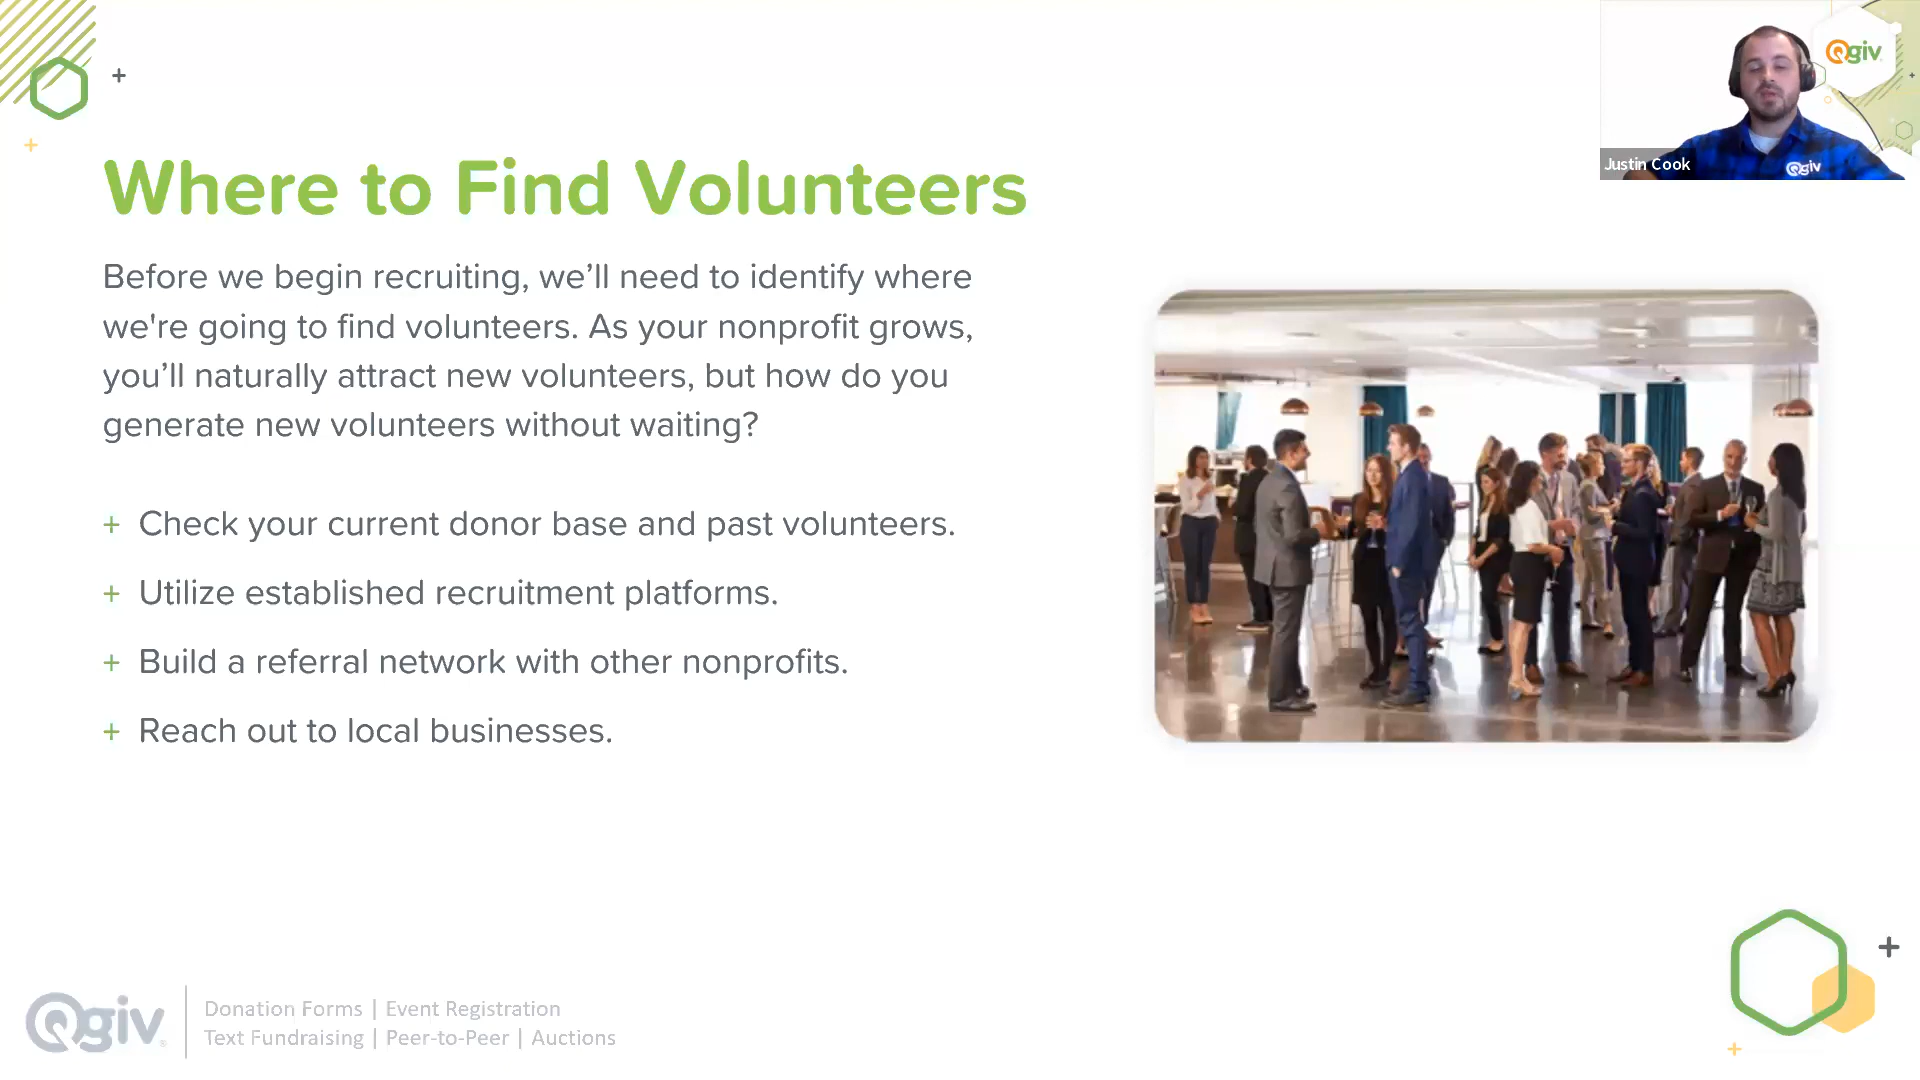 Qgiv
Justin Cook
Qgiv
Where to Find Volunteers
Before we begin recruiting, we’ll need to identify where
we're going to find volunteers. As your nonprofit grows,
you’ll naturally attract new volunteers, but how do you
generate new volunteers without waiting?
+ Check your current donor base and past volunteers.
+ Utilize established recruitment platforms.
+ Build a referral network with other nonprofits.
+ Reach out to local businesses.
Qgiv
Donation Forms | Event Registration
Text Fundraising | Peer-to-Peer | Auctions